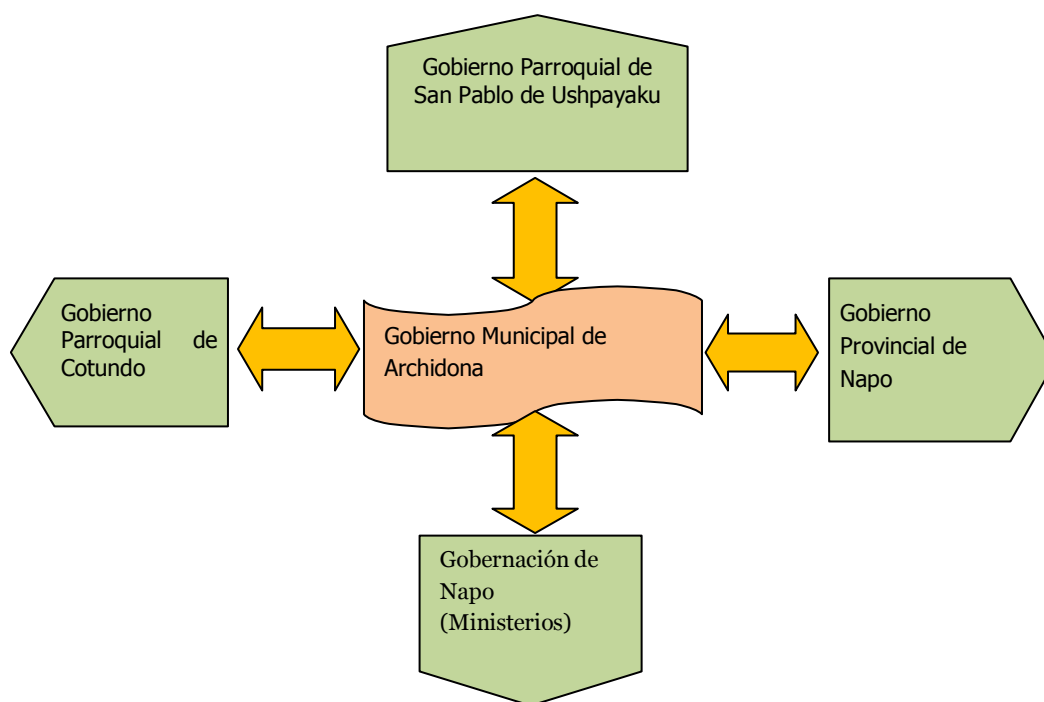 Gobierno Parroquial de
San Pablo de Ushpayaku
Gobierno
Parroquial de
Cotundo
Gobierno Municipal de
Archidona
Gobierno
Provincial de
Napo
Gobernación de
Napo
(Ministerios)